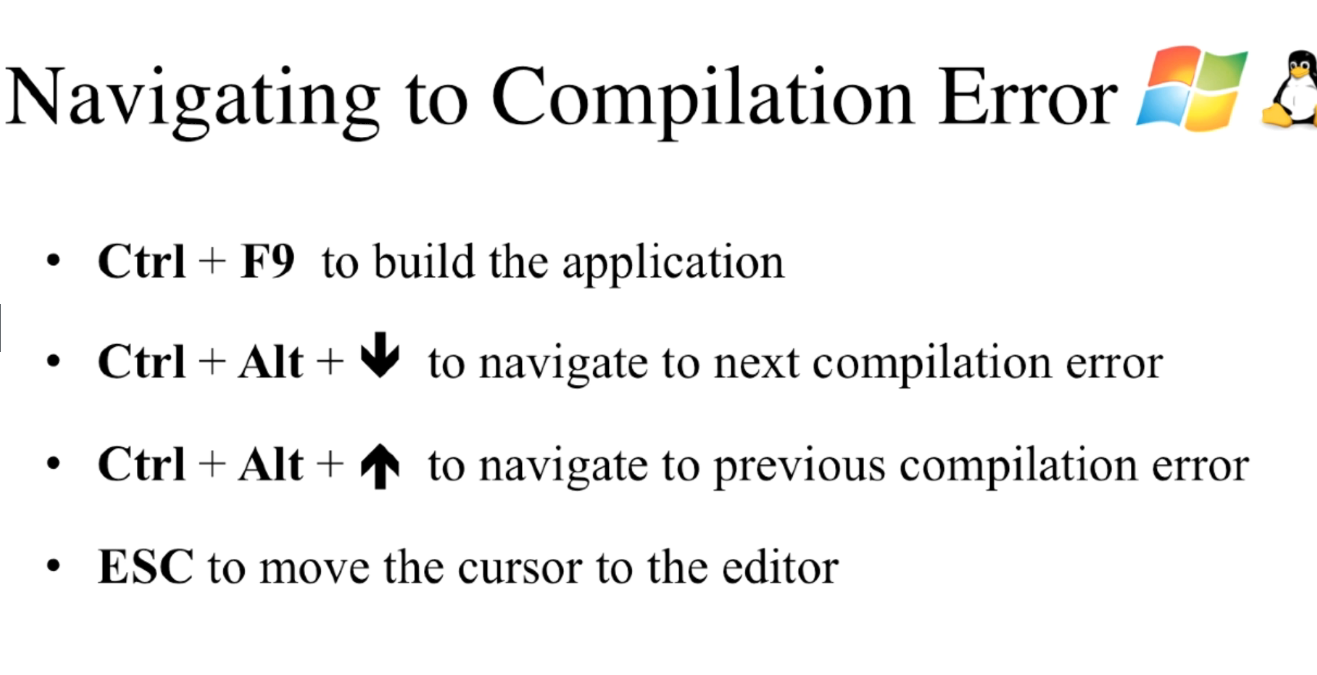 Navigating to Compilation Error
• Ctrl + F9 to build the application
• Ctrl + Alt + 🡇 to navigate to next compilation error
• Ctrl + Alt + 🡅 to navigate to previous compilation error
• ESC to move the cursor to the editor